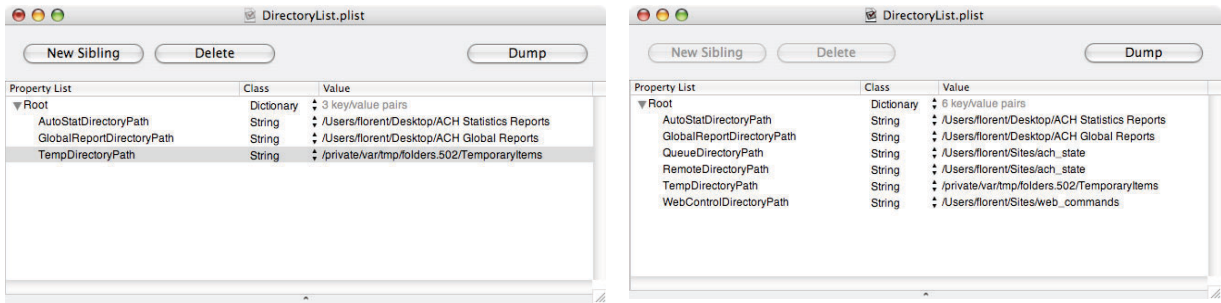 DirectoryList.plist
New Sibling Delete Dump
Property List Class Value
Root Dictionary 3 key/value pairs
AutoStatDirectoryPath String /Users/florent/Desktop/ACH Statistics Reports
GlobalReportDirectoryPath String /Users/florent/Desktop/ACH Global Reports
TempDirectoryPath String /private/var/tmp/folders.502/TemporaryItems
DirectoryList.plist
New Sibling Delete Dump
Property List Class Value
Root Dictionary 6 key/value pairs
AutoStatDirectoryPath String /Users/florent/Desktop/ACH Statistics Reports
GlobalReportDirectoryPath String /Users/florent/Desktop/ACH Global Reports
QueueDirectoryPath String /Users/florent/Sites/ach_state
RemoteDirectoryPath String /Users/florent/Sites/ach_state
TempDirectoryPath String /private/var/tmp/folders.502/TemporaryItems
WebControlDirectoryPath String /Users/florent/Sites/web_commands